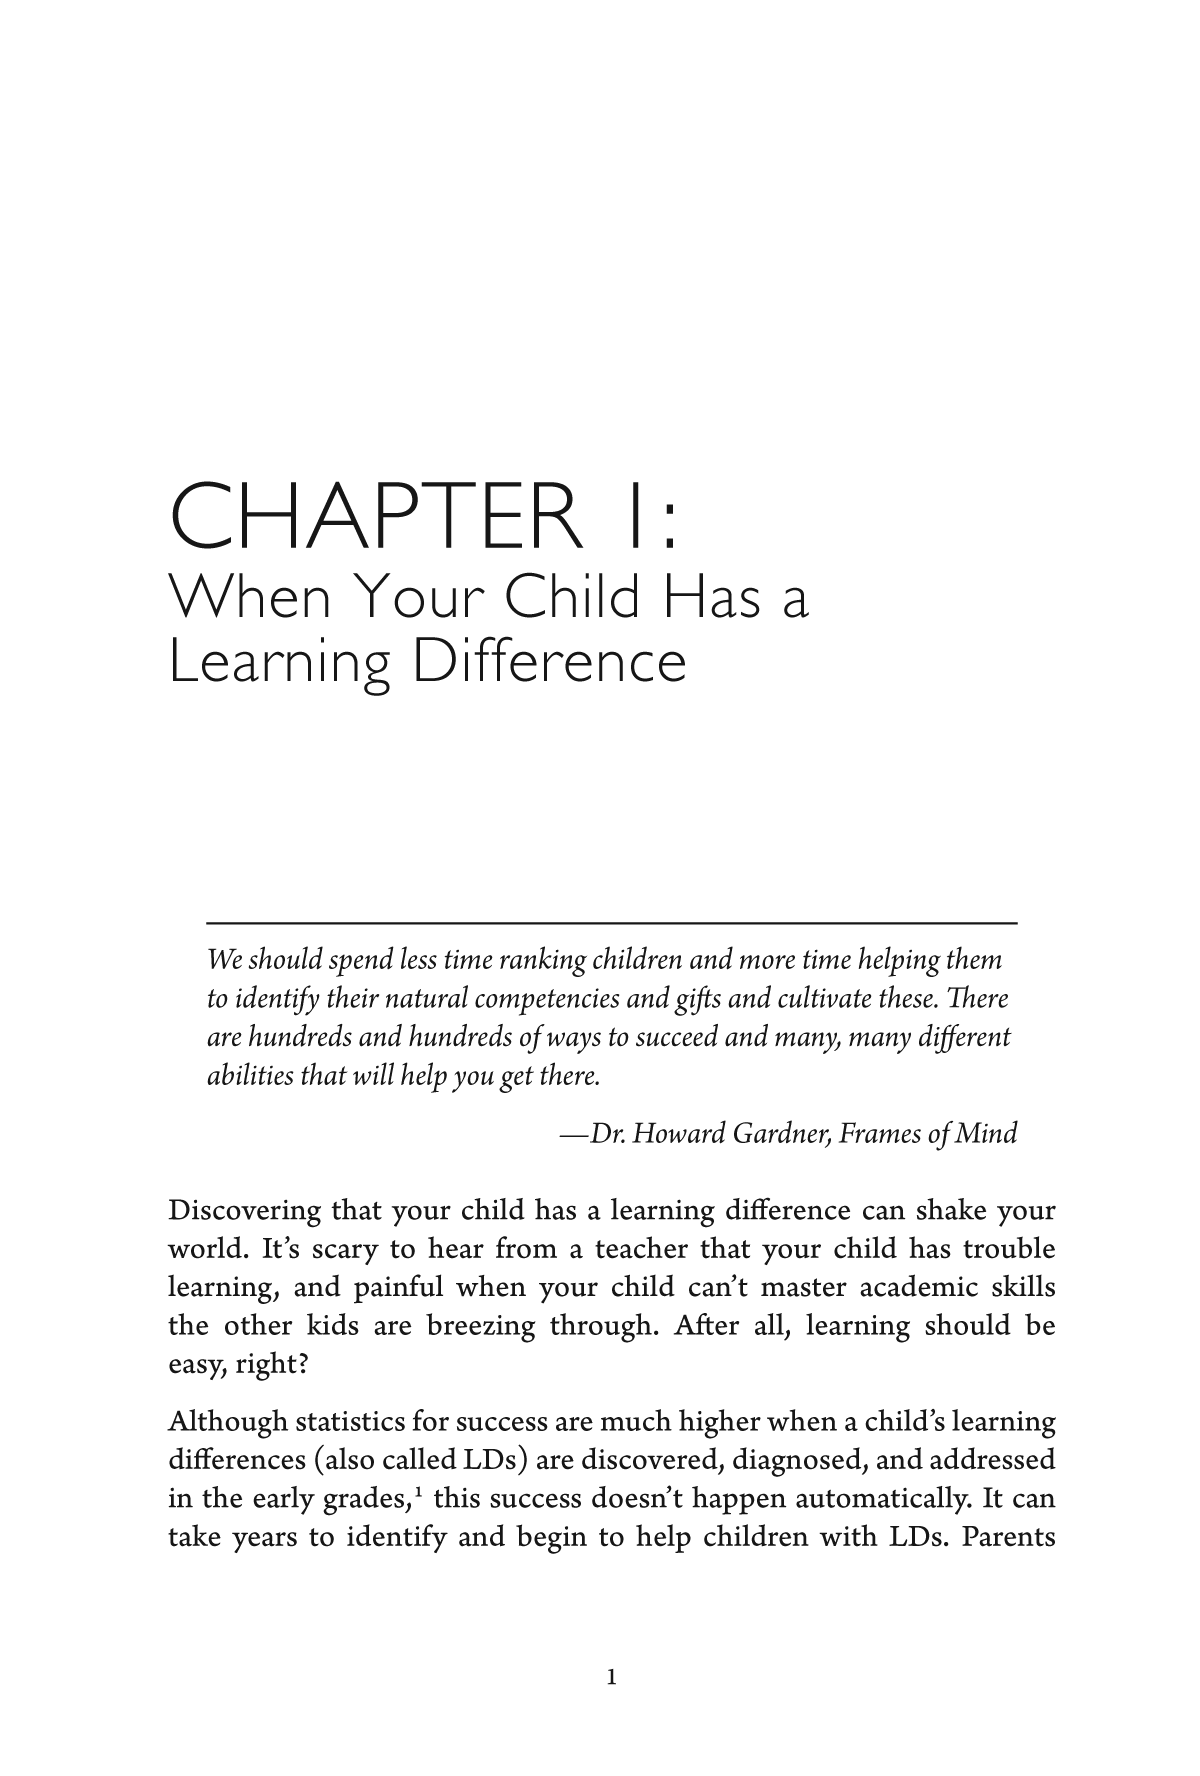 CHAPTER 1:
When Your Child Has a
Learning Difference
We should spend less time ranking children and more time helping them
to identify their natural competencies and gifts and cultivate these. There
are hundreds and hundreds of ways to succeed and many, many different
abilities that will help you get there.
—Dr. Howard Gardner, Frames of Mind
Discovering that your child has a learning difference can shake your
world. It’s scary to hear from a teacher that your child has trouble
learning, and painful when your child can’t master academic skills
the other kids are breezing through. After all, learning should be
easy, right?
Although statistics for success are much higher when a child’s learning
differences (also called LDs) are discovered, diagnosed, and addressed
in the early grades,¹ this success doesn’t happen automatically. It can
take years to identify and begin to help children with LDs. Parents
1